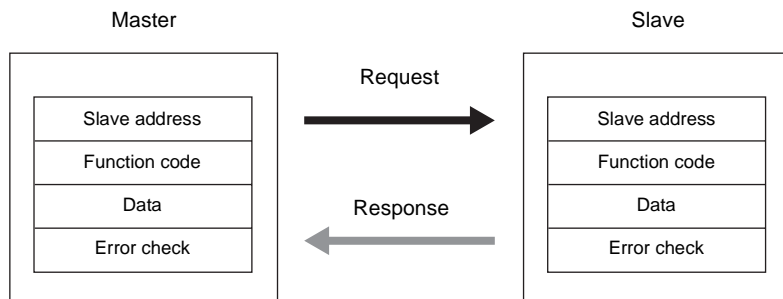 Master
Slave
Request
Response
Slave address
Function code
Data
Error check
Slave address
Function code
Data
Error check